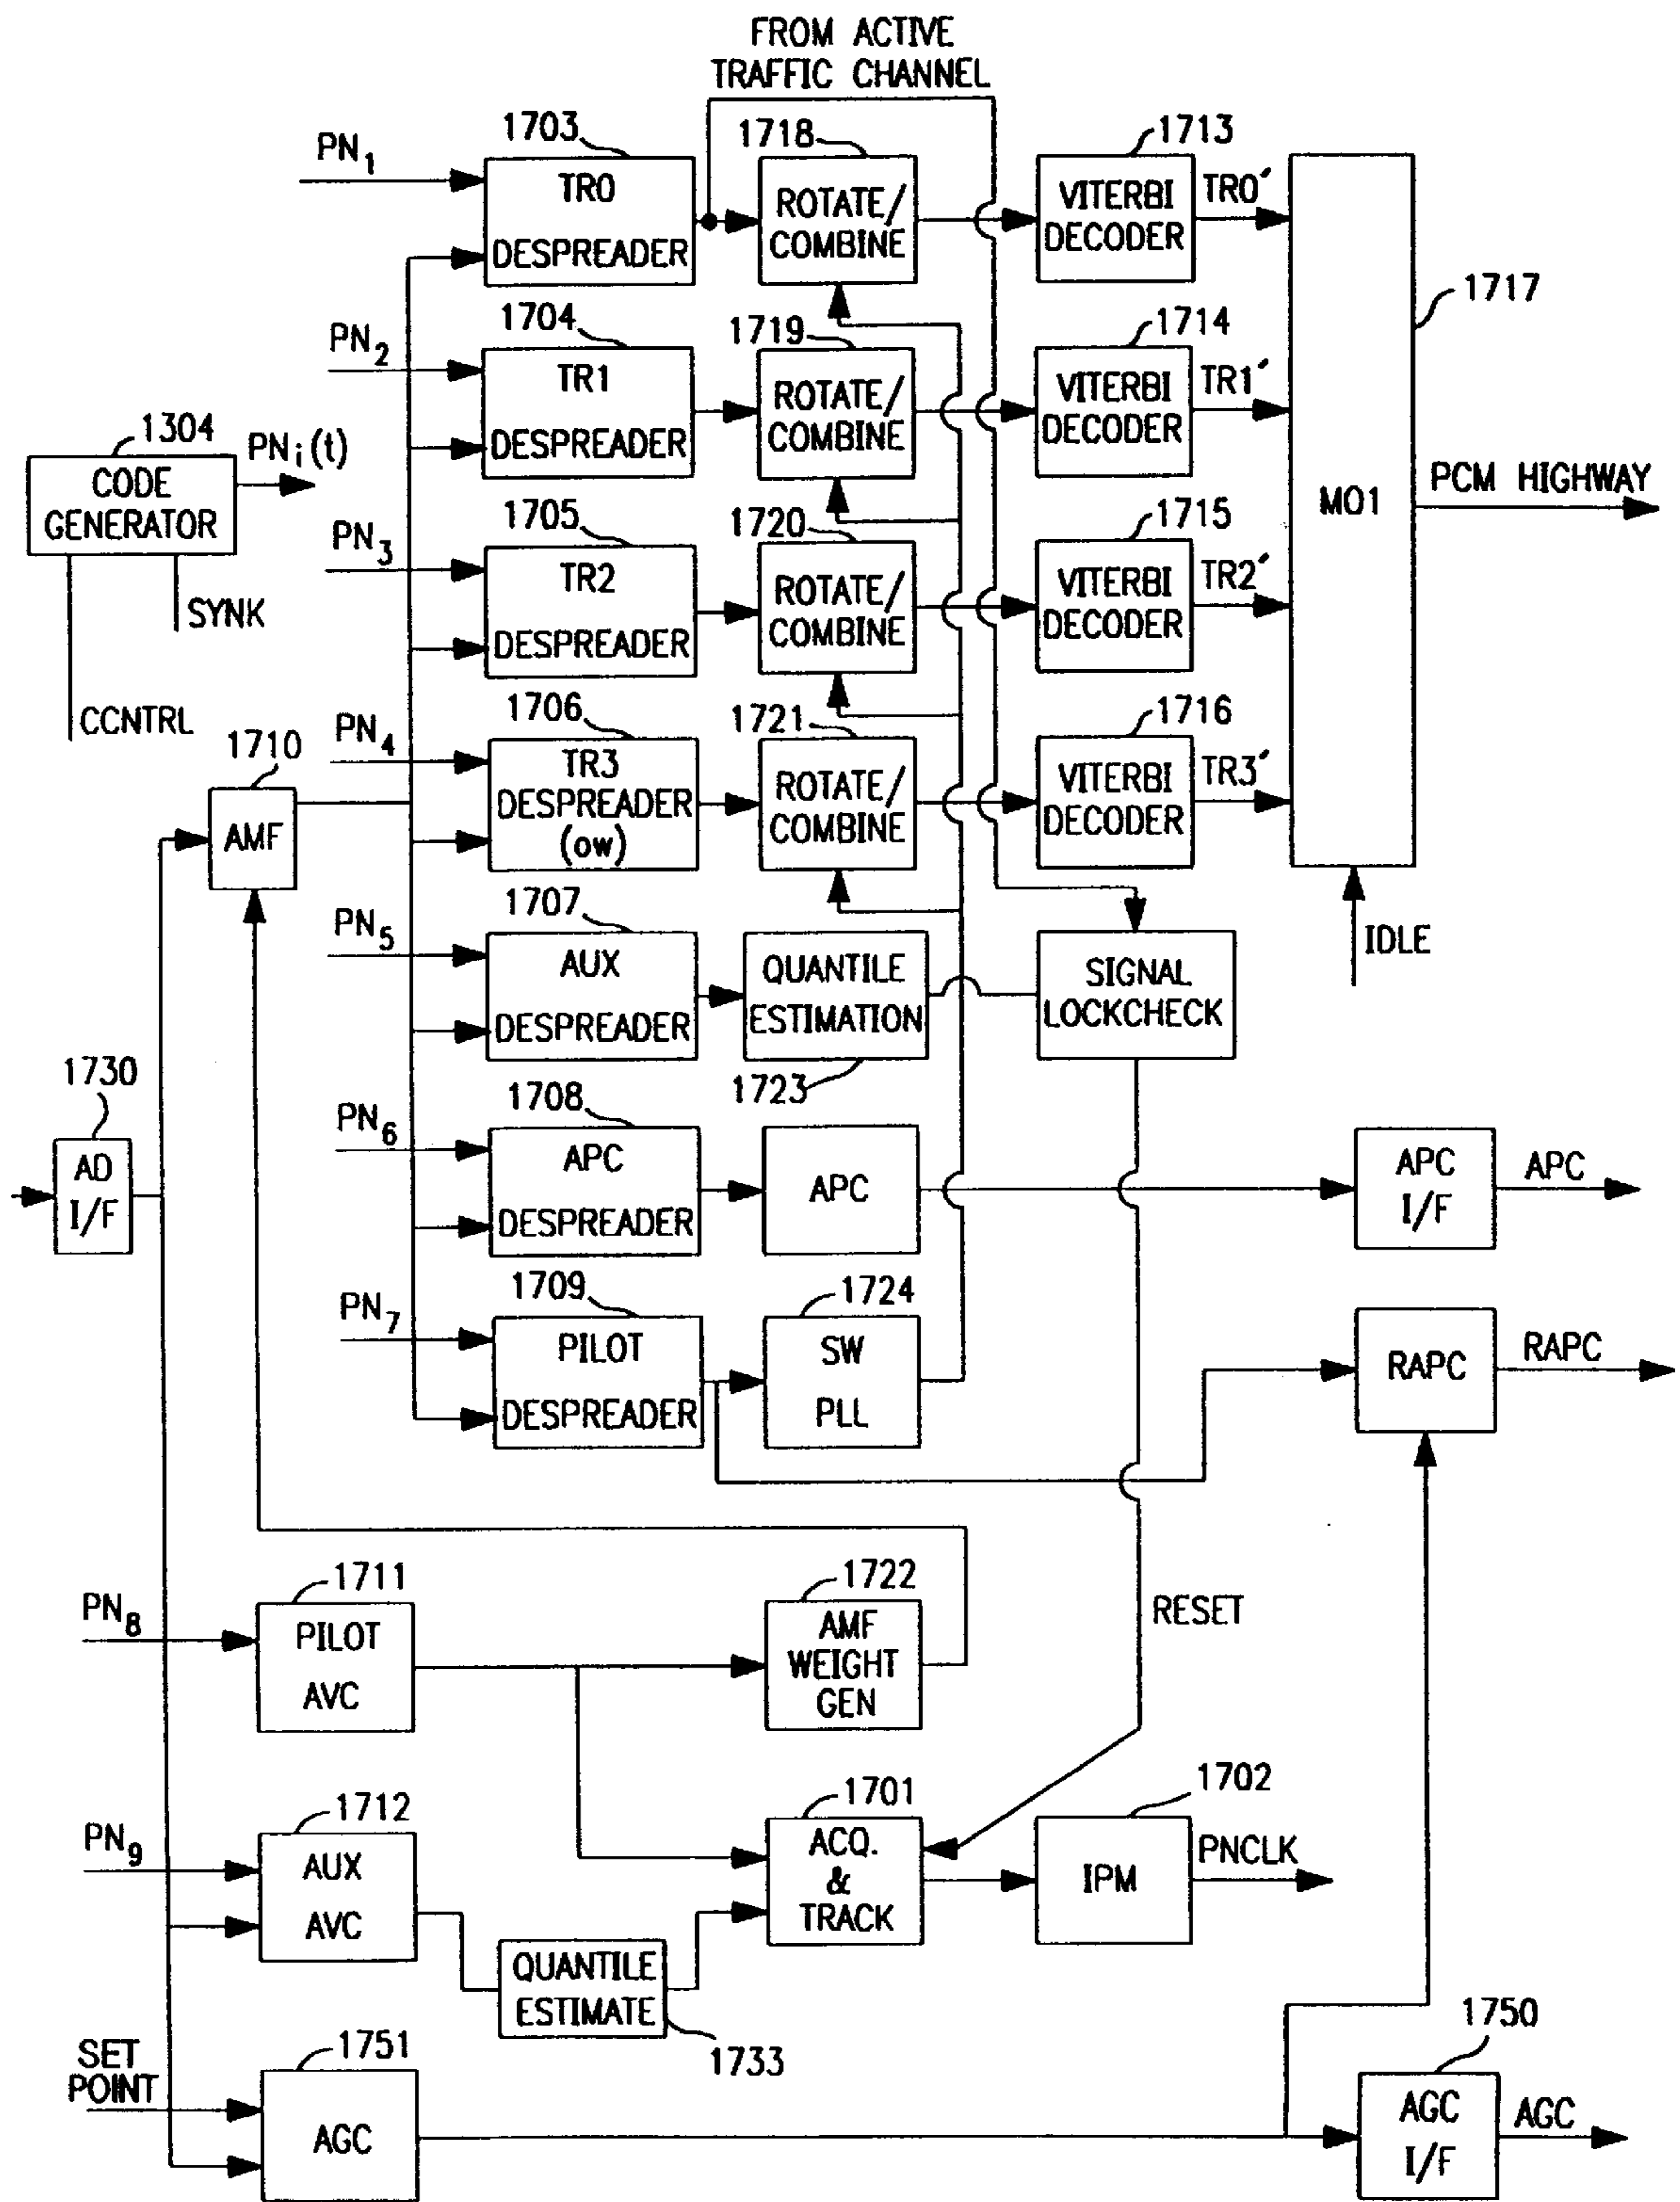 FROM ACTIVE
TRAFFIC CHANNEL
1703
1718
1713
PN1
TR0
DESPREADER
ROTATE/
COMBINE
VITERBI
DECODER
TR0′
1717
1704
1719
1714
PN2
TR1
DESPREADER
ROTATE/
COMBINE
VITERBI
DECODER
TR1′
1304
PNi(t)
CODE
GENERATOR
MO1
PCM HIGHWAY
1705
1720
1715
PN3
TR2
DESPREADER
ROTATE/
COMBINE
VITERBI
DECODER
TR2′
SYNK
CCNTRL
1706
1721
1716
PN4
TR3
DESPREADER
(OW)
ROTATE/
COMBINE
VITERBI
DECODER
TR3′
1710
AMF
1707
PN5
AUX
DESPREADER
QUANTILE
ESTIMATION
1723
SIGNAL
LOCKCHECK
IDLE
1730
AD
I/F
1708
PN6
APC
DESPREADER
APC
APC
I/F
APC
1709
1724
PN7
PILOT
DESPREADER
SW
PLL
RAPC
RAPC
1711
1722
PN8
PILOT
AVC
AMF
WEIGHT
GEN
RESET
1712
1701
1702
PN9
AUX
AVC
ACQ.
&
TRACK
IPM
PNCLK
QUANTILE
ESTIMATE
1733
SET
POINT
1751
AGC
1750
AGC
I/F
AGC